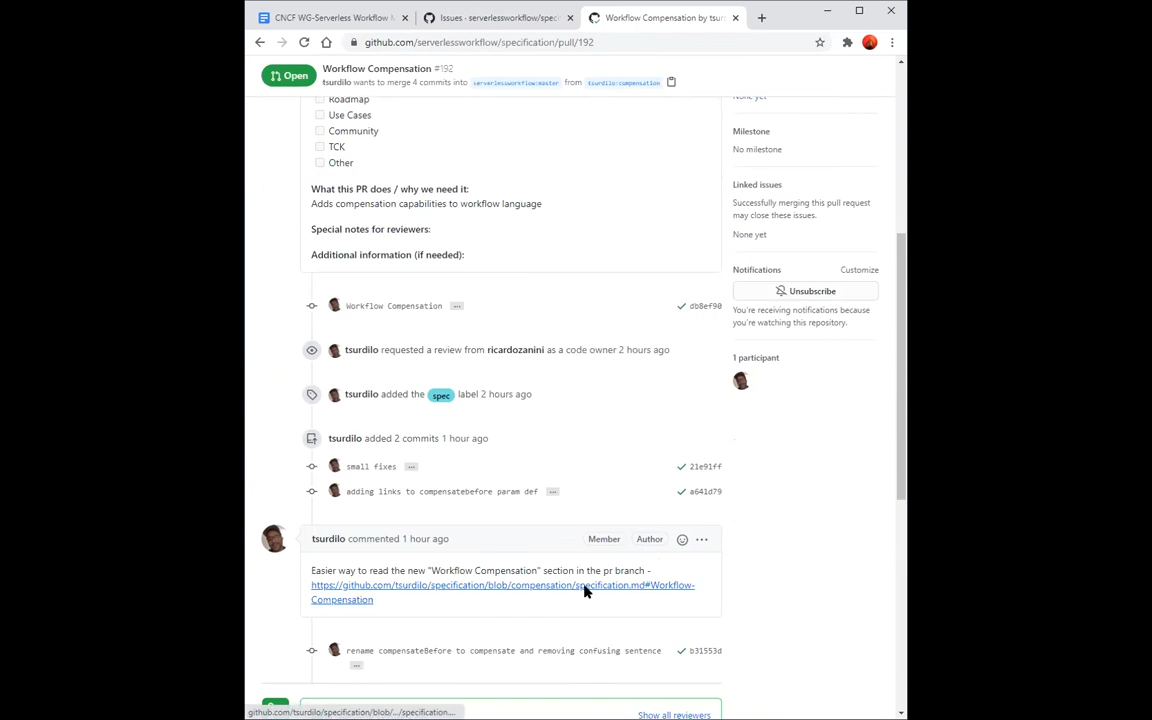 CNCF WG-Serverless Workflow
Issues · serverlessworkflow/spec
Workflow Compensation by tsur
github.com/serverlessworkflow/specification/pull/192
Open
Workflow Compensation #192
tsurdilo wants to merge 4 commits into serverlessworkflow:master from tsurdilo:compensation
Roadmap
Use Cases
Community
TCK
Other
What this PR does / why we need it:
Adds compensation capabilities to workflow language
Special notes for reviewers:
Additional information (if needed):
Workflow Compensation ... db8ef90
tsurdilo requested a review from ricardozanini as a code owner 2 hours ago
tsurdilo added the spec label 2 hours ago
tsurdilo added 2 commits 1 hour ago
small fixes ... 21e91ff
adding links to compensatebefore param def ... a641d79
tsurdilo commented 1 hour ago Member Author ...
Easier way to read the new "Workflow Compensation" section in the pr branch -
https://github.com/tsurdilo/specification/blob/compensation/specification.md#Workflow-
Compensation
rename compensateBefore to compensate and removing confusing sentence b31553d
...
Show all reviewers
None yet
Milestone
No milestone
Linked issues
Successfully merging this pull request
may close these issues.
None yet
Notifications Customize
Unsubscribe
You're receiving notifications because
you're watching this repository.
1 participant
github.com/tsurdilo/specification/blob/.../specification....